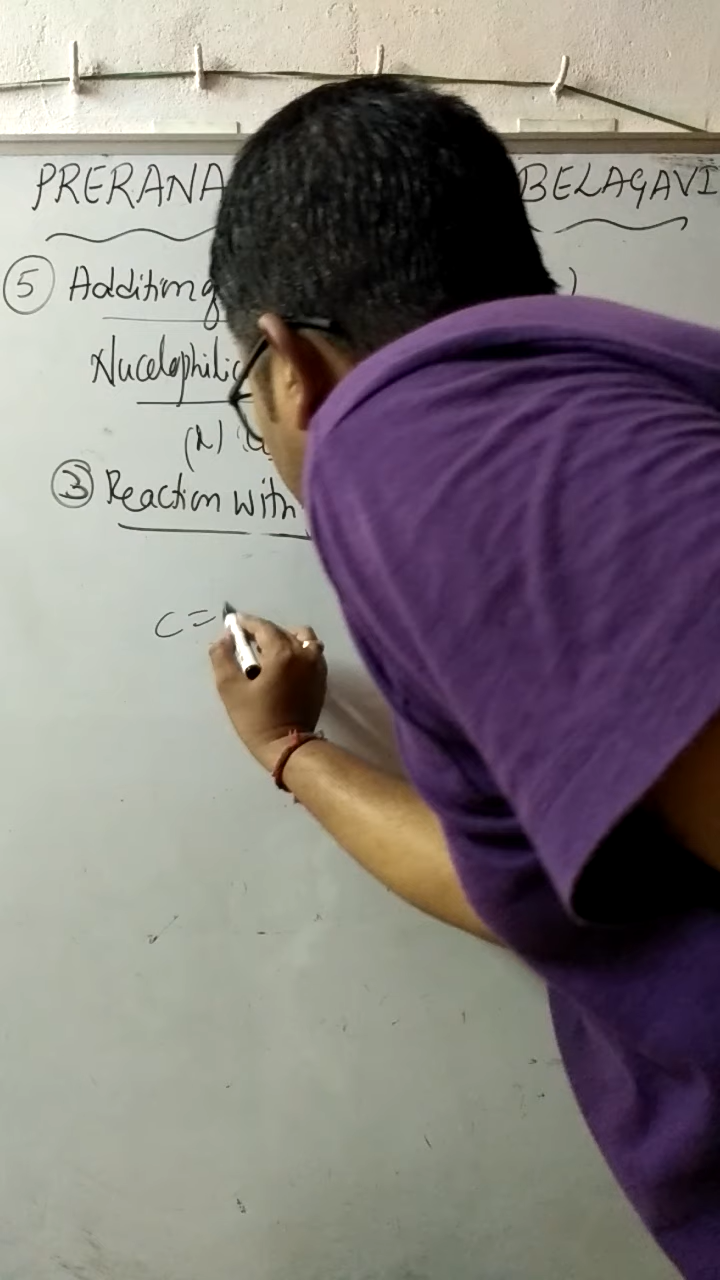 PRERANA BELAGAVI
⑤ Addition )
Nucelophilic
③ Reaction with
C=